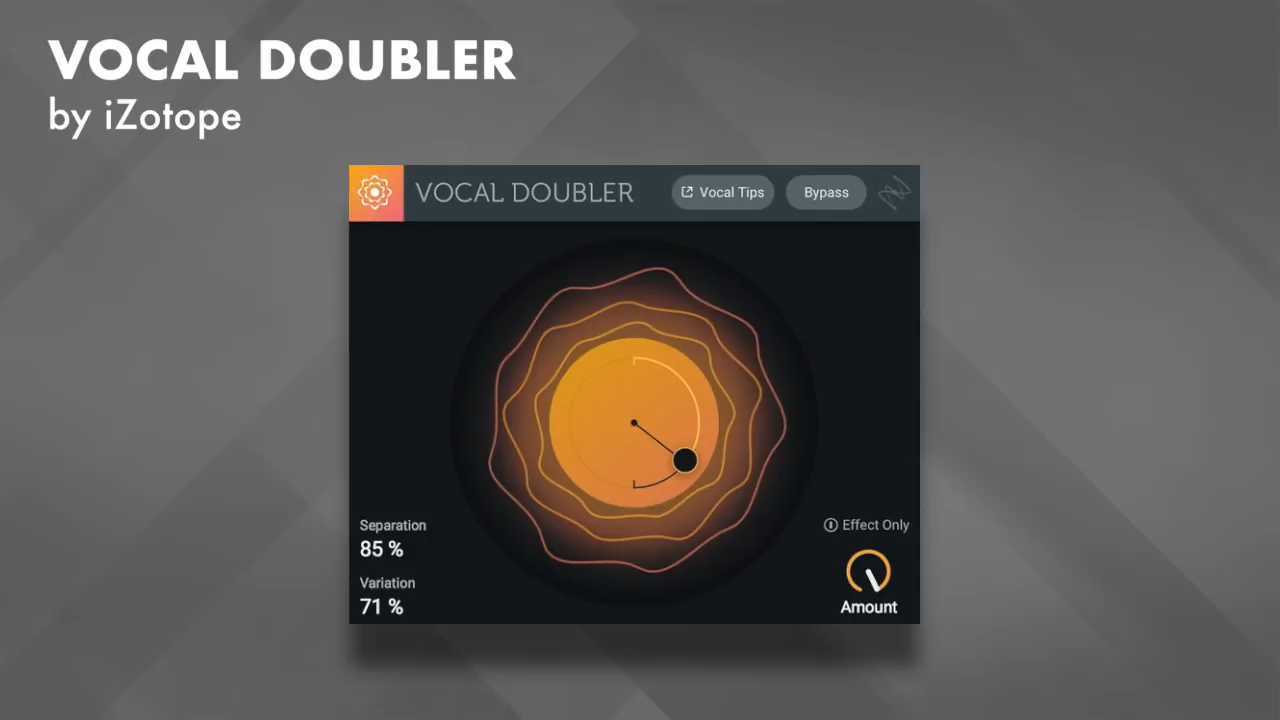 VOCAL DOUBLER
by iZotope
VOCAL DOUBLER
Vocal Tips
Bypass
Separation
85 %
Variation
71 %
Effect Only
Amount